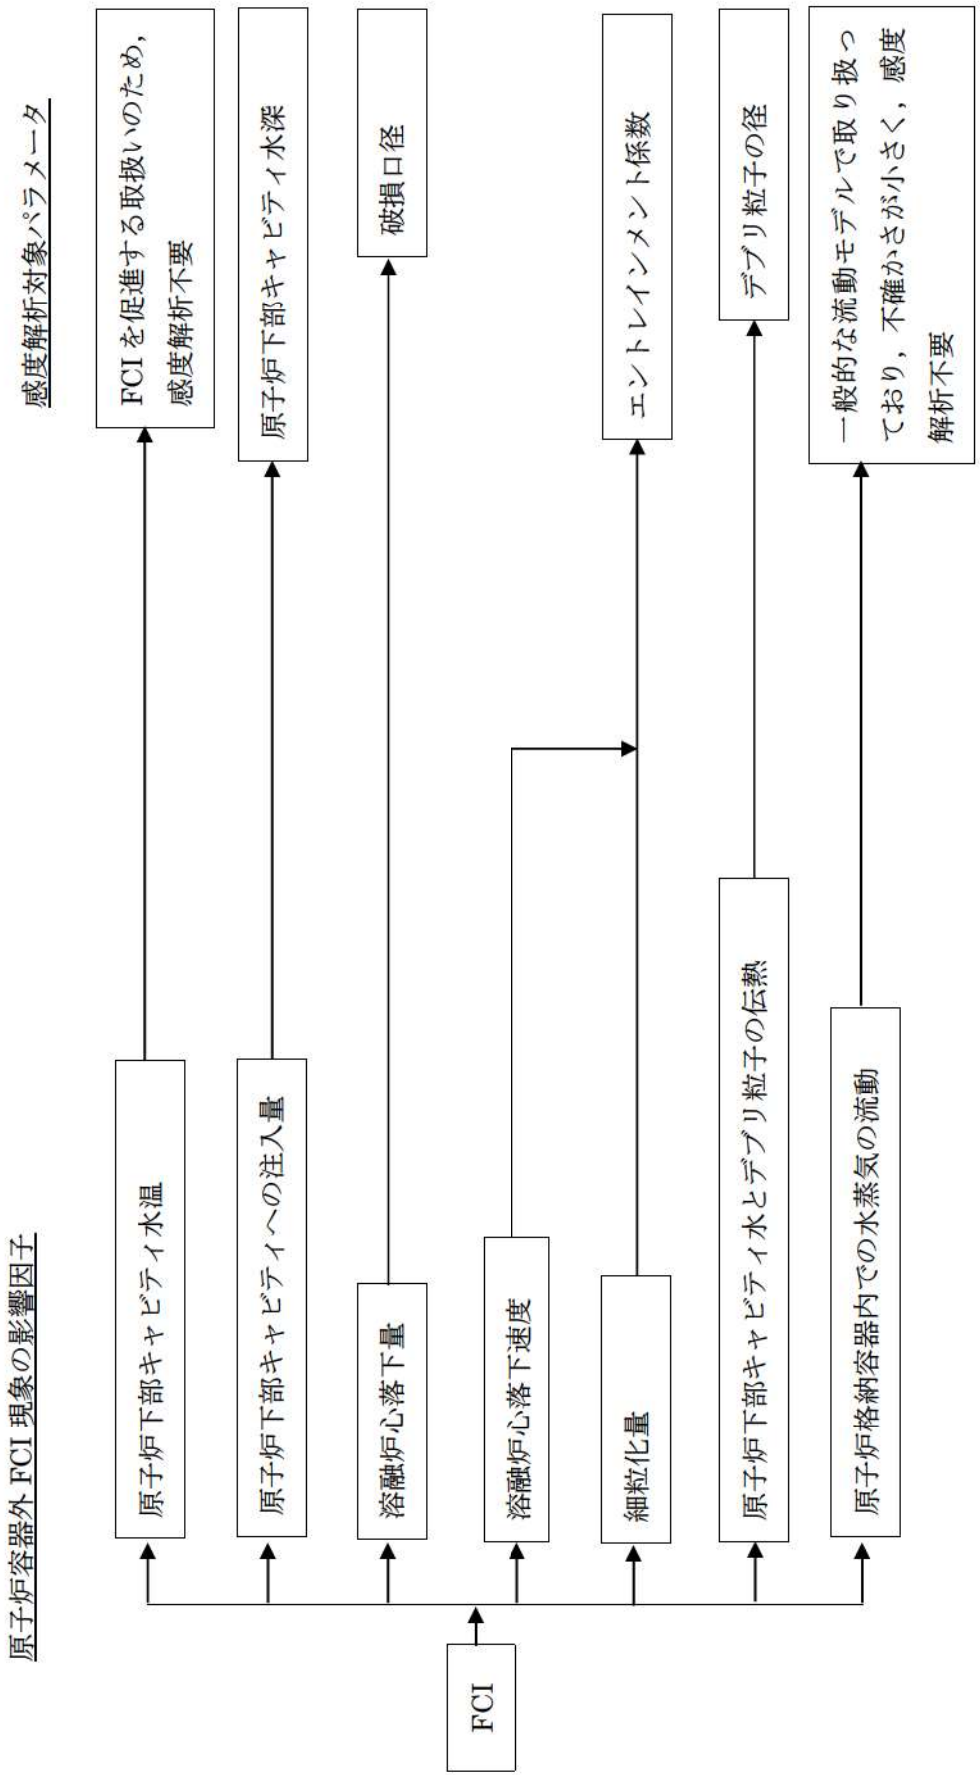 原子炉容器外 FCI 現象の影響因子
感度解析対象パラメータ
FCI
原子炉下部キャビティ水温
FCI を促進する取扱いのため，
感度解析不要
原子炉下部キャビティへの注入量
原子炉下部キャビティ水深
溶融炉心落下量
破損口径
溶融炉心落下速度
細粒化量
エントレインメント係数
原子炉下部キャビティ水とデブリ粒子の伝熱
デブリ粒子の径
原子炉格納容器内での水蒸気の流動
一般的な流動モデルで取り扱っ
ており，不確かさが小さく，感度
解析不要